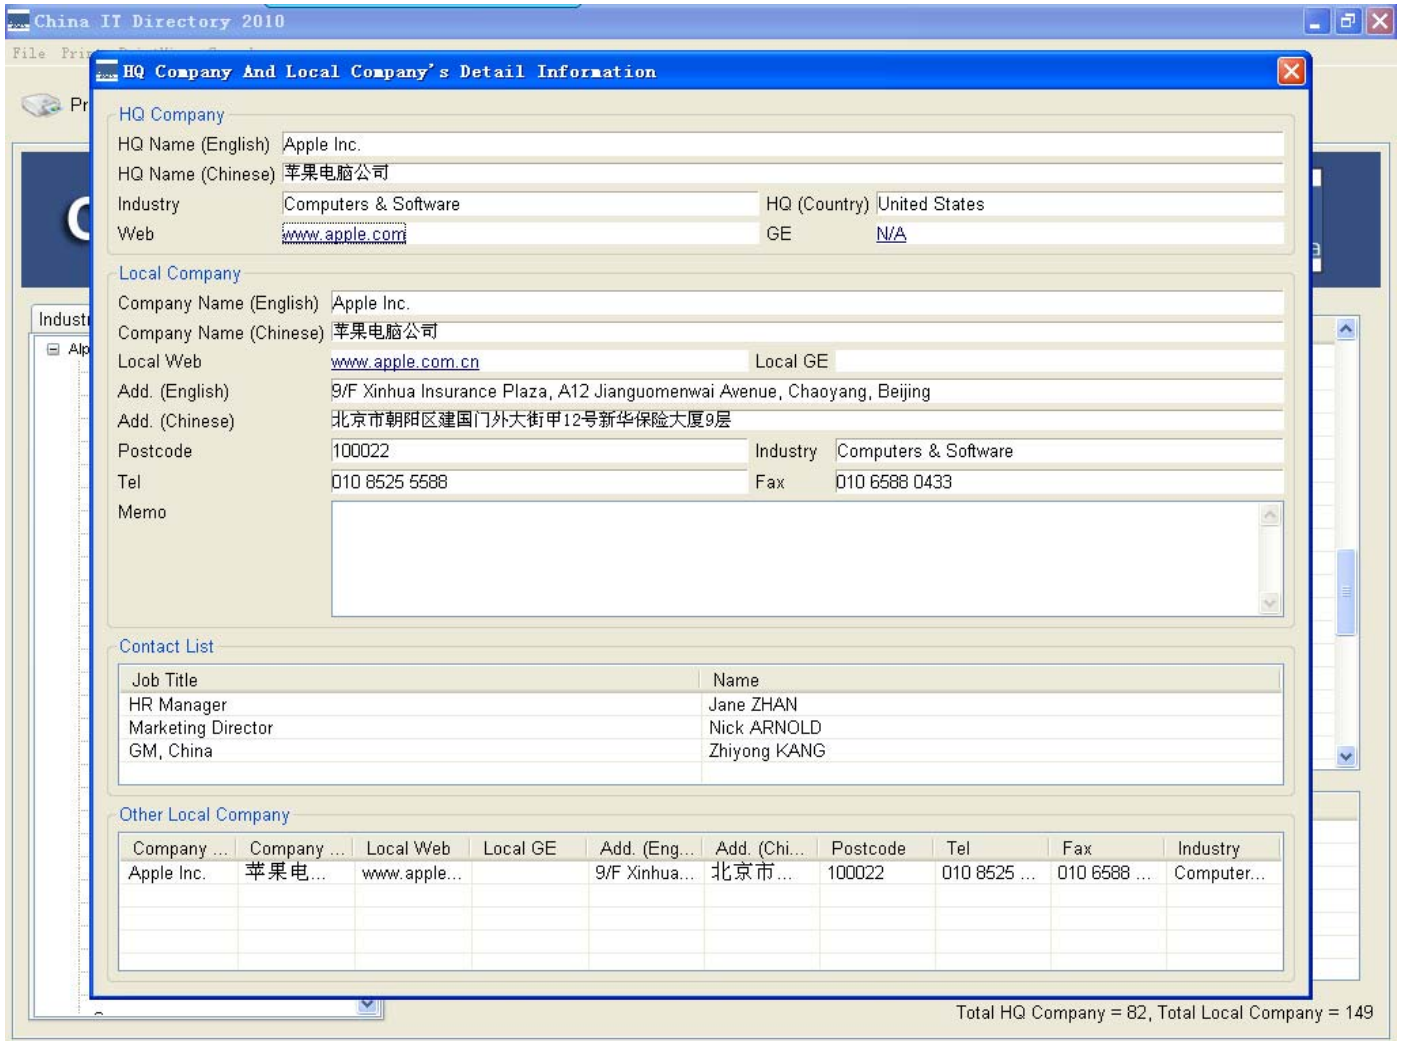 China IT Directory 2010
File
HQ Company And Local Company's Detail Information
HQ Company
HQ Name (English) Apple Inc.
HQ Name (Chinese) 苹果电脑公司
Industry Computers & Software HQ (Country) United States
Web www.apple.com GE N/A
Local Company
Company Name (English) Apple Inc.
Company Name (Chinese) 苹果电脑公司
Local Web www.apple.com.cn Local GE
Add. (English) 9/F Xinhua Insurance Plaza, A12 Jianguomenwai Avenue, Chaoyang, Beijing
Add. (Chinese) 北京市朝阳区建国门外大街甲12号新华保险大厦9层
Postcode 100022 Industry Computers & Software
Tel 010 8525 5588 Fax 010 6588 0433
Memo
Contact List
Job Title Name
HR Manager Jane ZHAN
Marketing Director Nick ARNOLD
GM, China Zhiyong KANG
Other Local Company
Company ... Company ... Local Web Local GE Add. (Eng... Add. (Chi... Postcode Tel Fax Industry
Apple Inc. 苹果电... www.apple... 9/F Xinhua... 北京市... 100022 010 8525 ... 010 6588 ... Computer...
Total HQ Company = 82, Total Local Company = 149